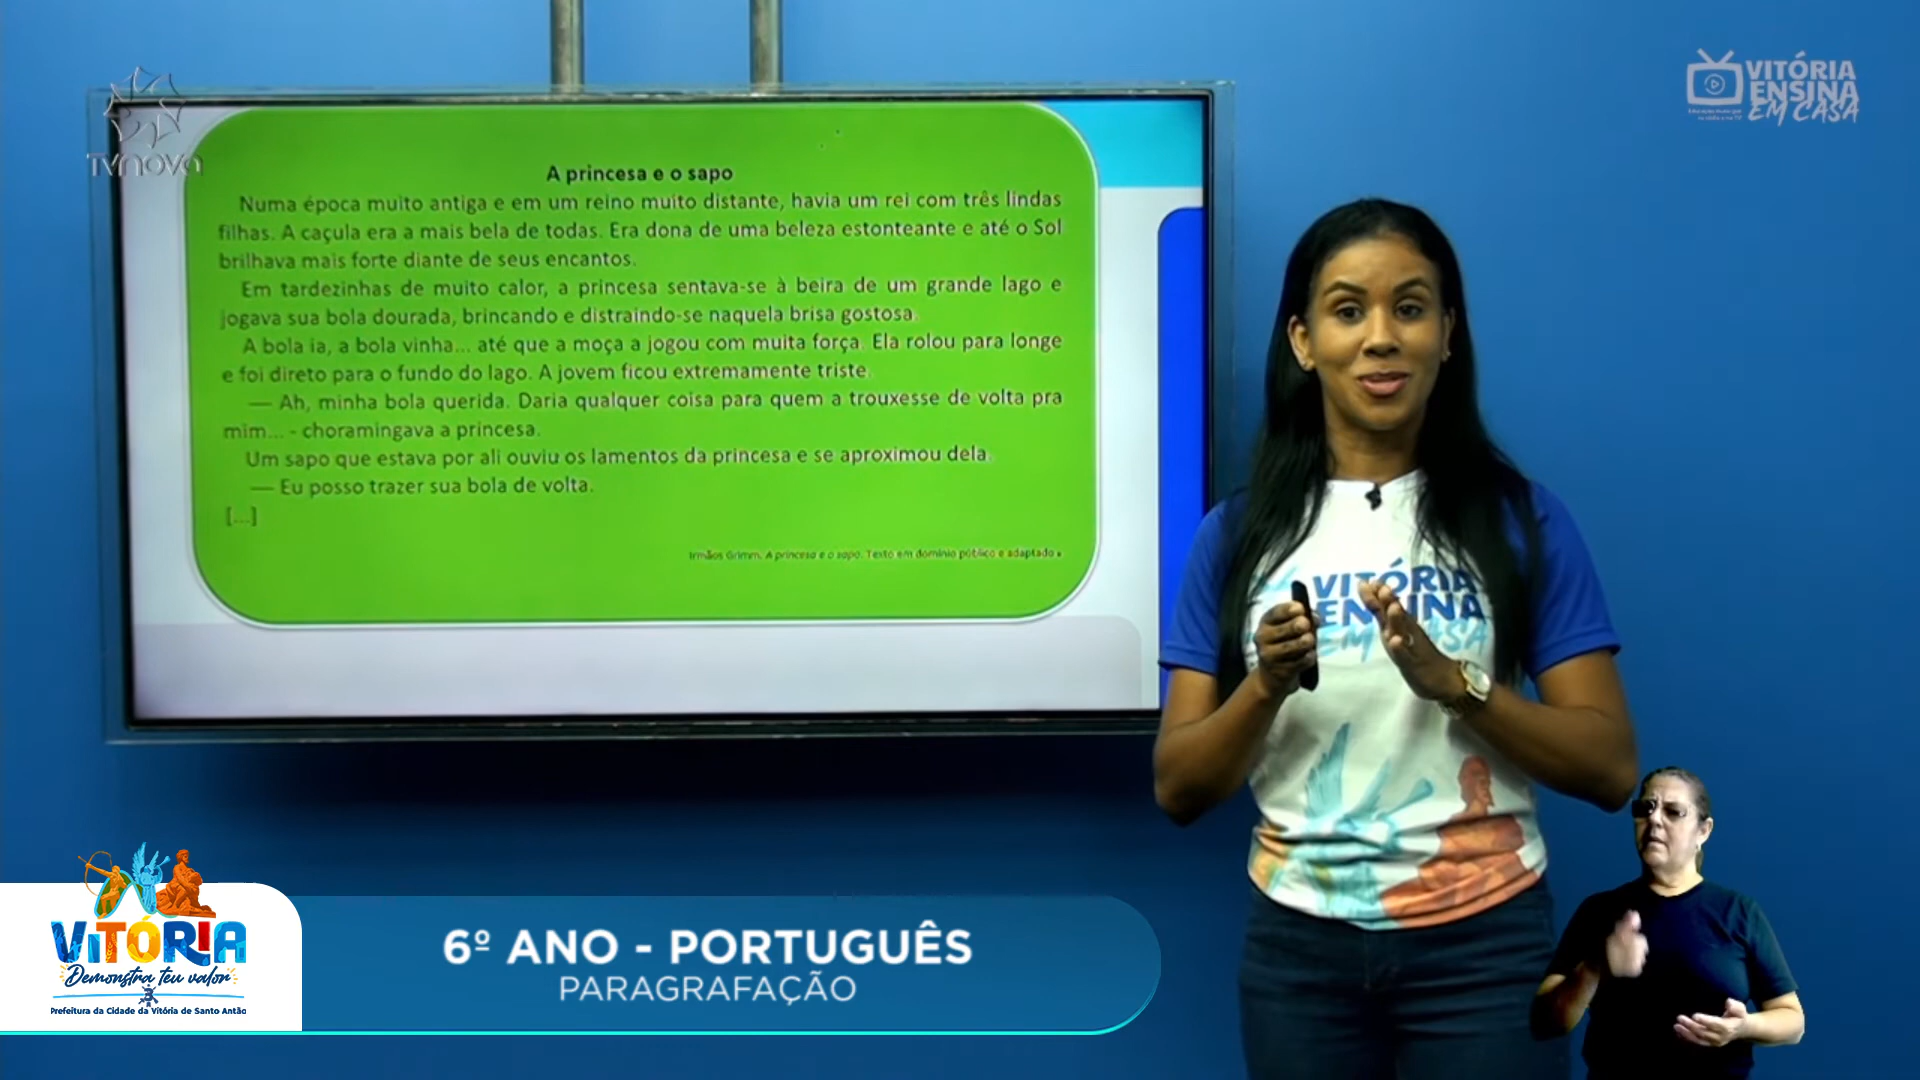 TVNOVA
VITÓRIA
ENSINA
EM CASA
A princesa e o sapo
Numa época muito antiga e em um reino muito distante, havia um rei com três lindas
filhas. A caçula era a mais bela de todas. Era dona de uma beleza estonteante e até o Sol
brilhava mais forte diante de seus encantos.
Em tardezinhas de muito calor, a princesa sentava-se à beira de um grande lago e
jogava sua bola dourada, brincando e distraindo-se naquela brisa gostosa.
A bola ia, a bola vinha... até que a moça a jogou com muita força. Ela rolou para longe
e foi direto para o fundo do lago. A jovem ficou extremamente triste.
— Ah, minha bola querida. Daria qualquer coisa para quem a trouxesse de volta pra
mim... - choramingava a princesa.
Um sapo que estava por ali ouviu os lamentos da princesa e se aproximou dela.
— Eu posso trazer sua bola de volta.
[...]
Irmãos Grimm. A princesa e o sapo. Texto em domínio público e adaptado.
VITÓRIA
ENSINA
EM CASA
VITÓRIA
Demonstra teu valor
Prefeitura da Cidade da Vitória de Santo Antão
6º ANO - PORTUGUÊS
PARAGRAFAÇÃO